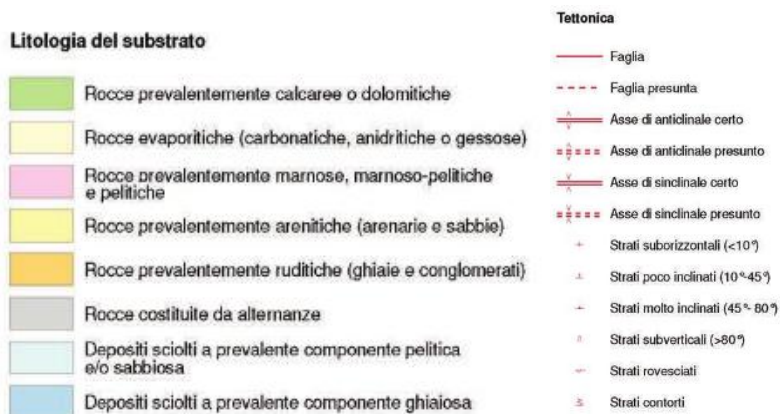 Litologia del substrato
Rocce prevalentemente calcaree o dolomitiche
Rocce evaporitiche (carbonatiche, anidritiche o gessose)
Rocce prevalentemente marnose, marnoso-pelitiche
e pelitiche
Rocce prevalentemente arenitiche (arenarie e sabbie)
Rocce prevalentemente ruditiche (ghiaie e conglomerati)
Rocce costituite da alternanze
Depositi sciolti a prevalente componente pelitica
e/o sabbiosa
Depositi sciolti a prevalente componente ghiaiosa
Tettonica
Faglia
Faglia presunta
Asse di anticlinale certo
Asse di anticlinale presunto
Asse di sinclinale certo
Asse di sinclinale presunto
Strati suborizzontali (<10°)
Strati poco inclinati (10°-45°)
Strati molto inclinati (45°- 80°)
Strati subverticali (>80°)
Strati rovesciati
Strati contorti